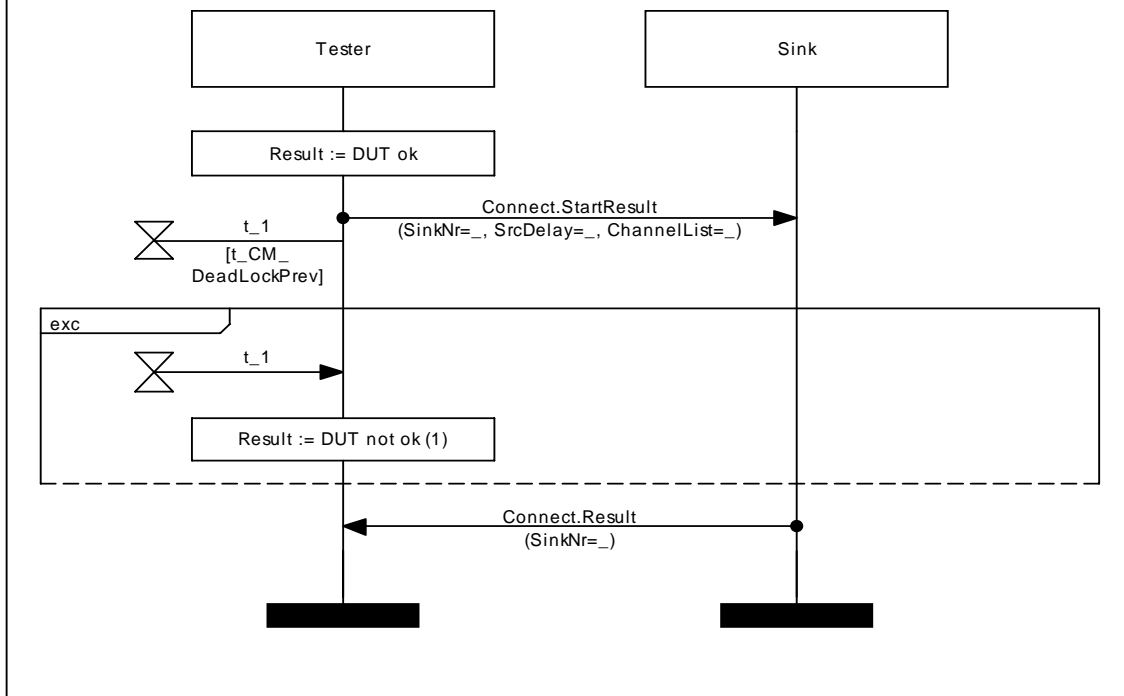 Tester
Sink
Result := DUT ok
Connect.StartResult
(SinkNr=_, SrcDelay=_, ChannelList=_)
t_1
[t_CM_
DeadLockPrev]
exc
t_1
Result := DUT not ok (1)
Connect.Result
(SinkNr=_)